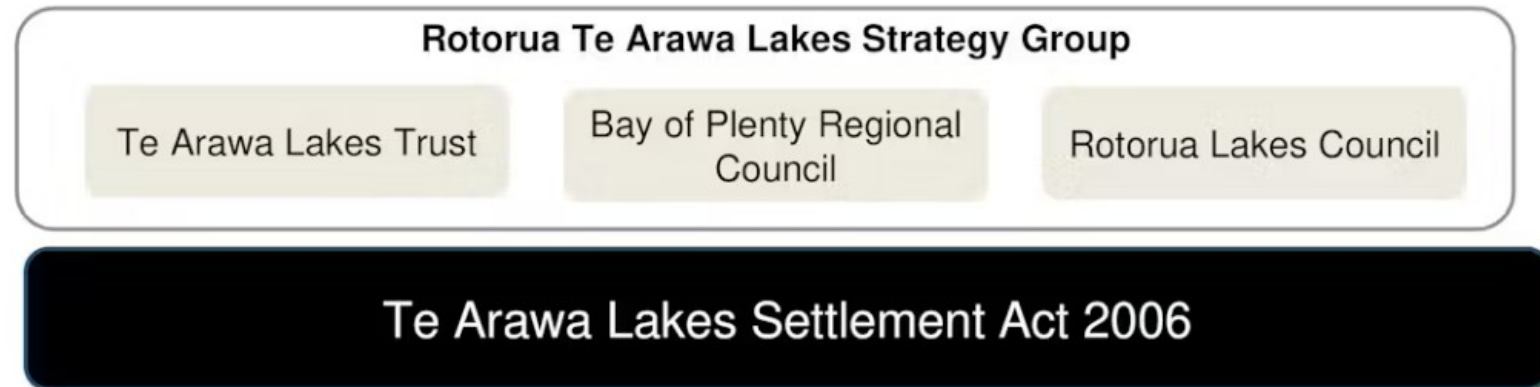 Rotorua Te Arawa Lakes Strategy Group
Te Arawa Lakes Trust
Bay of Plenty Regional
Council
Rotorua Lakes Council
Te Arawa Lakes Settlement Act 2006